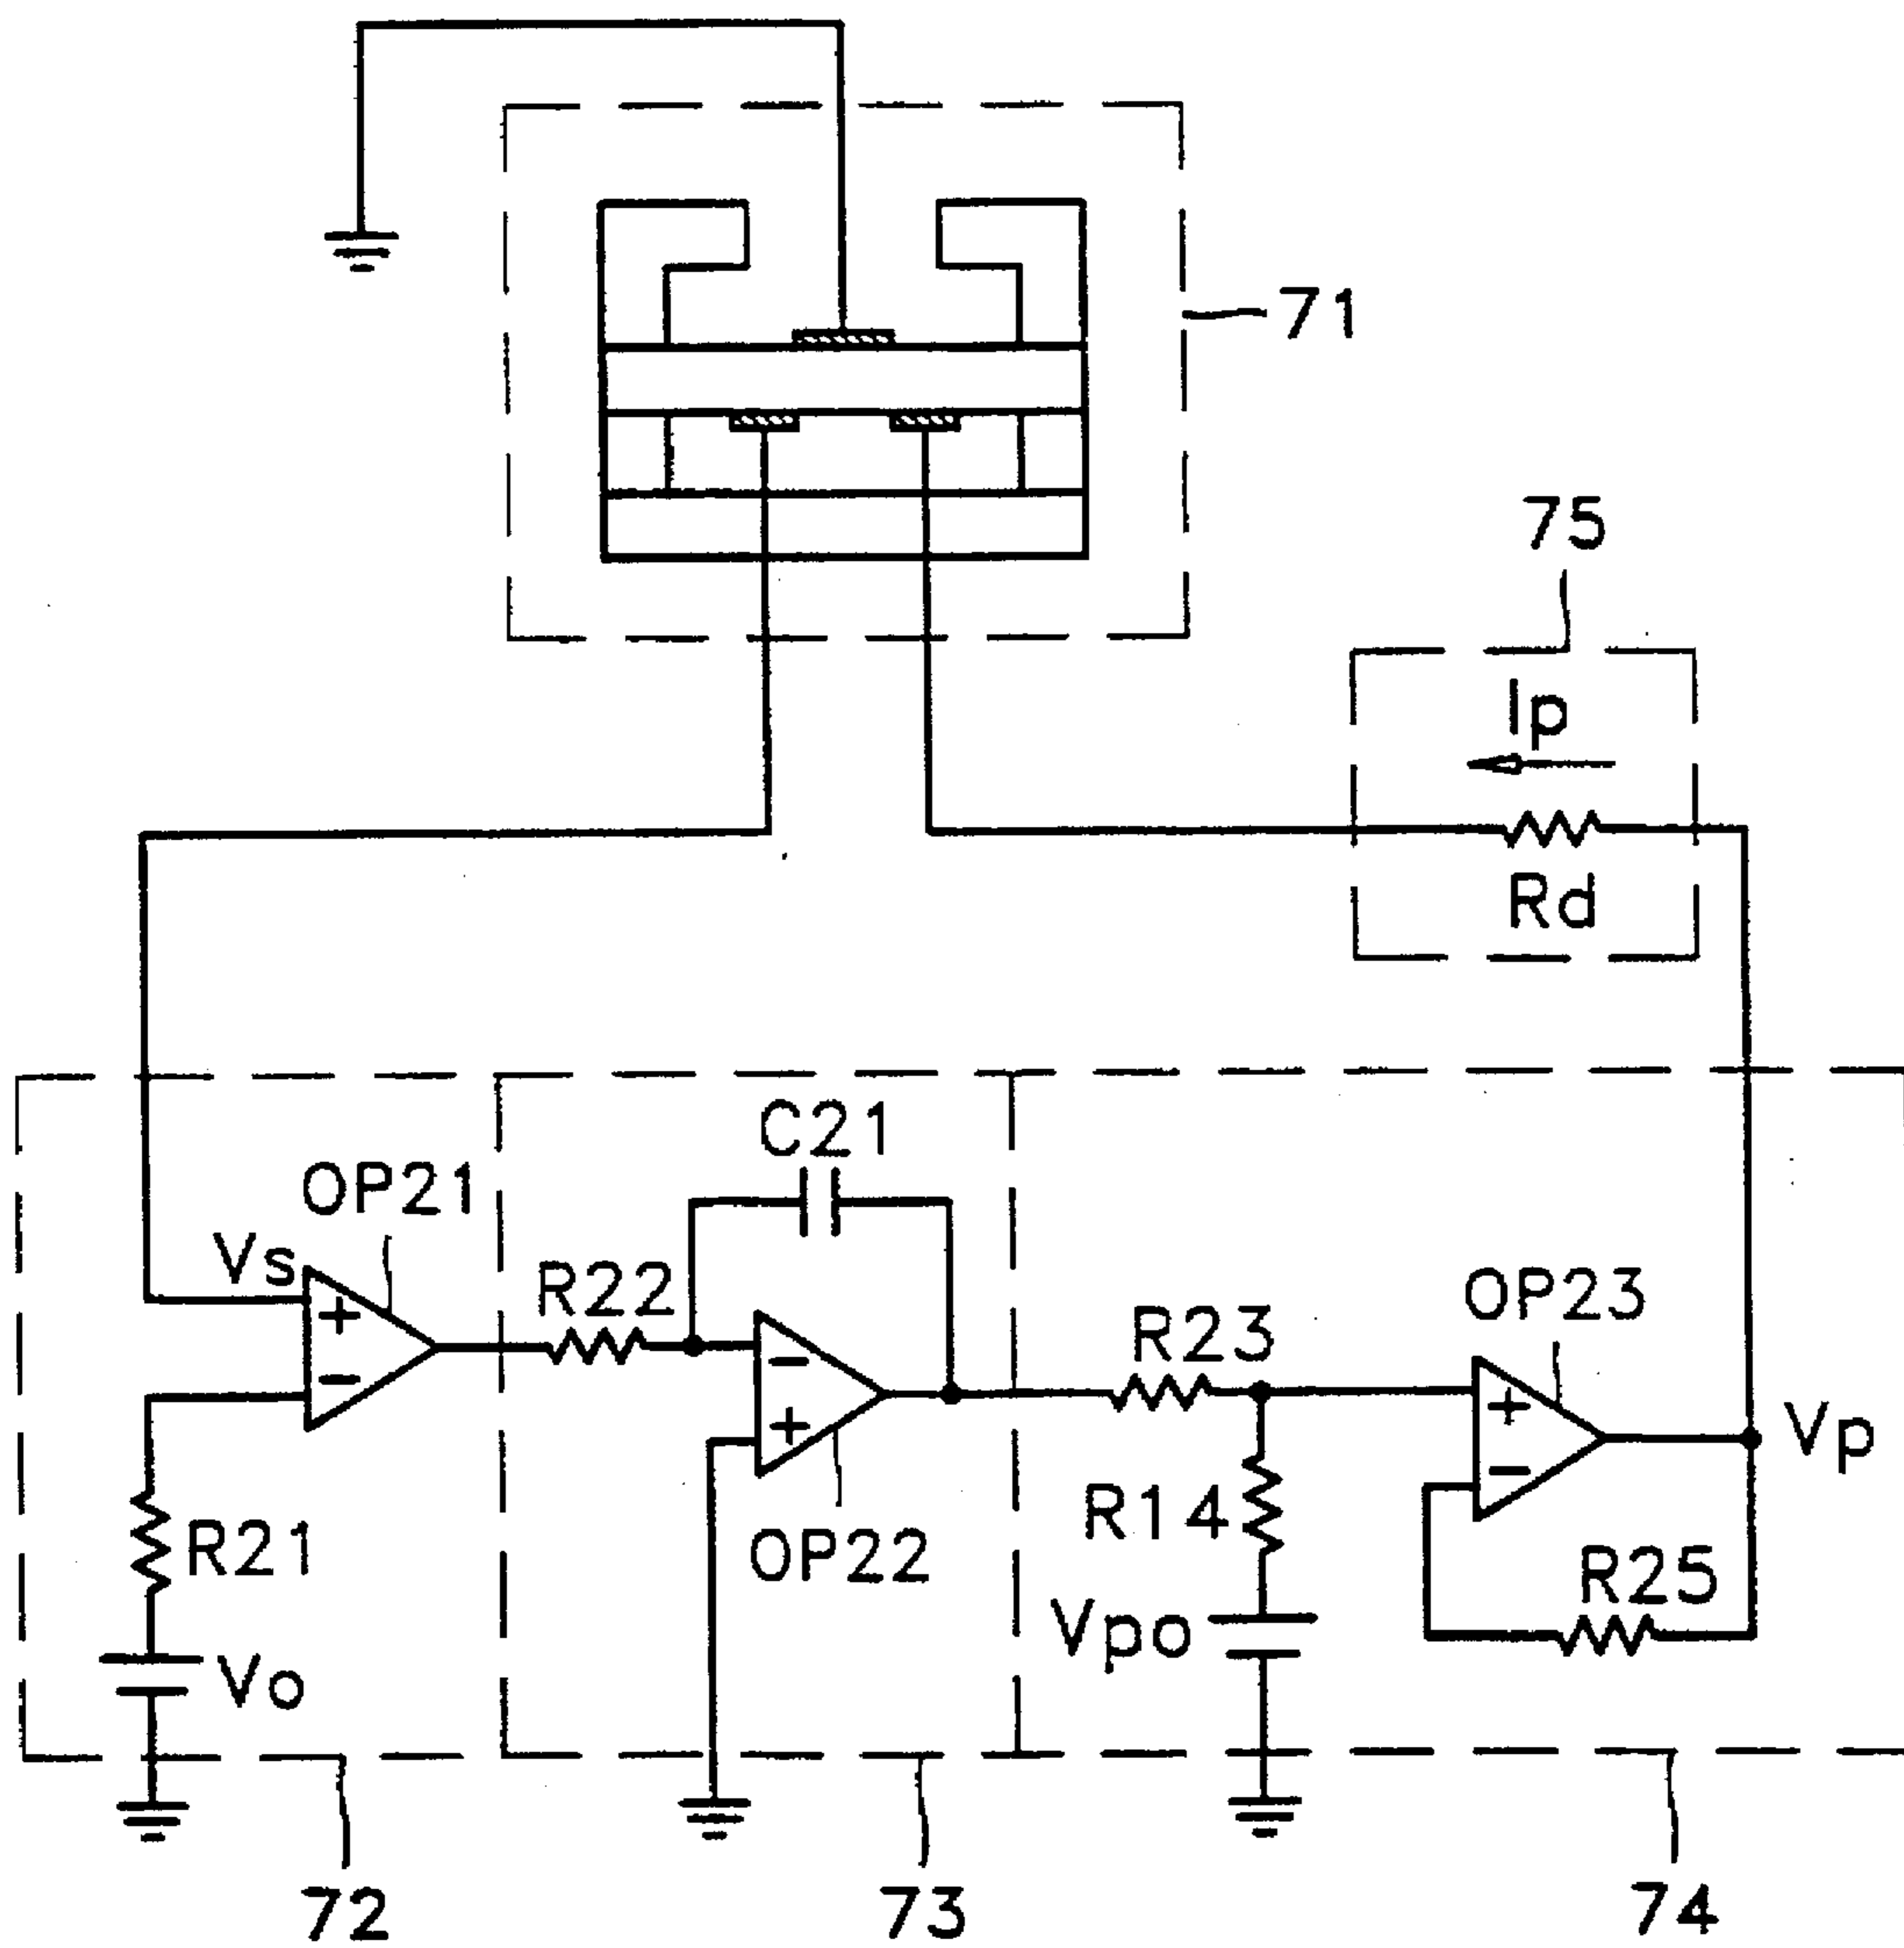 71
75
Ip
Rd
C21
OP21
Vs
+
-
R22
-
+
OP22
R23
OP23
+
-
Vp
R14
R21
R25
Vpo
Vo
72
73
74